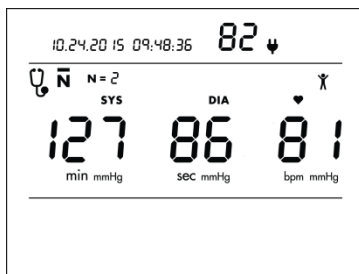 10.24.2015 09:48:36 82
N N = 2
SYS DIA
127 86 81
min mmHg sec mmHg bpm mmHg